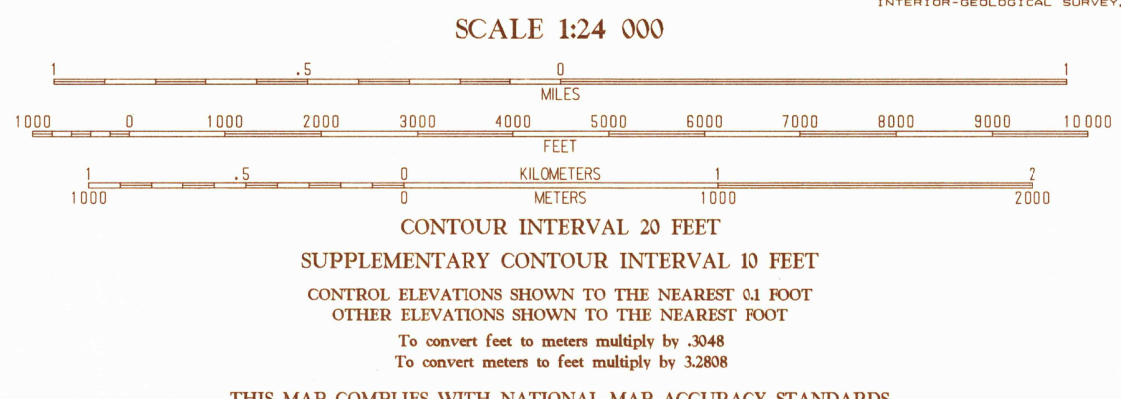 INTERIOR-GEOLOGICAL SURVEY,
SCALE 1:24 000
1 .5 0 1
MILES
1000 0 1000 2000 3000 4000 5000 6000 7000 8000 9000 10 000
FEET
1 .5 0 KILOMETERS 1 2
1000 0 METERS 1000 2000
CONTOUR INTERVAL 20 FEET
SUPPLEMENTARY CONTOUR INTERVAL 10 FEET
CONTROL ELEVATIONS SHOWN TO THE NEAREST 0.1 FOOT
OTHER ELEVATIONS SHOWN TO THE NEAREST FOOT
To convert feet to meters multiply by .3048
To convert meters to feet multiply by 3.2808
THIS MAP COMPLIES WITH NATIONAL MAP ACCURACY STANDARDS